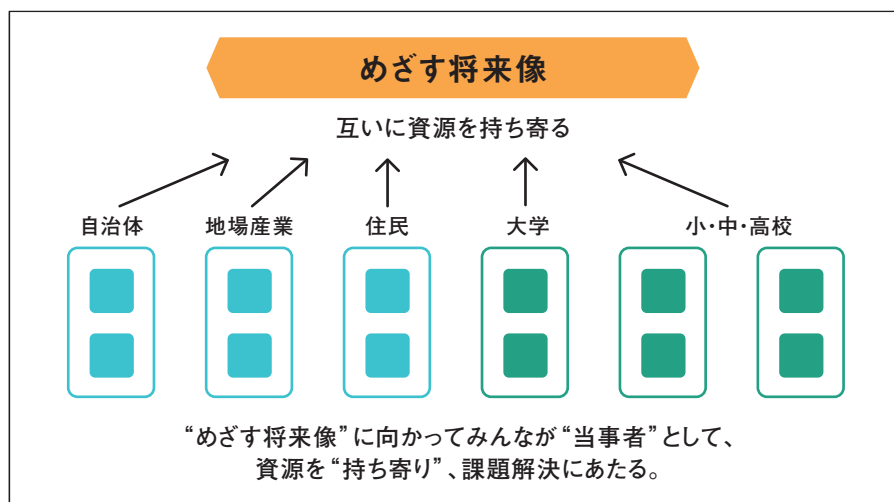 めざす将来像
互いに資源を持ち寄る
自治体 地場産業 住民 大学 小・中・高校
“めざす将来像”に向かってみんなが“当事者”として、
資源を“持ち寄り”、課題解決にあたる。